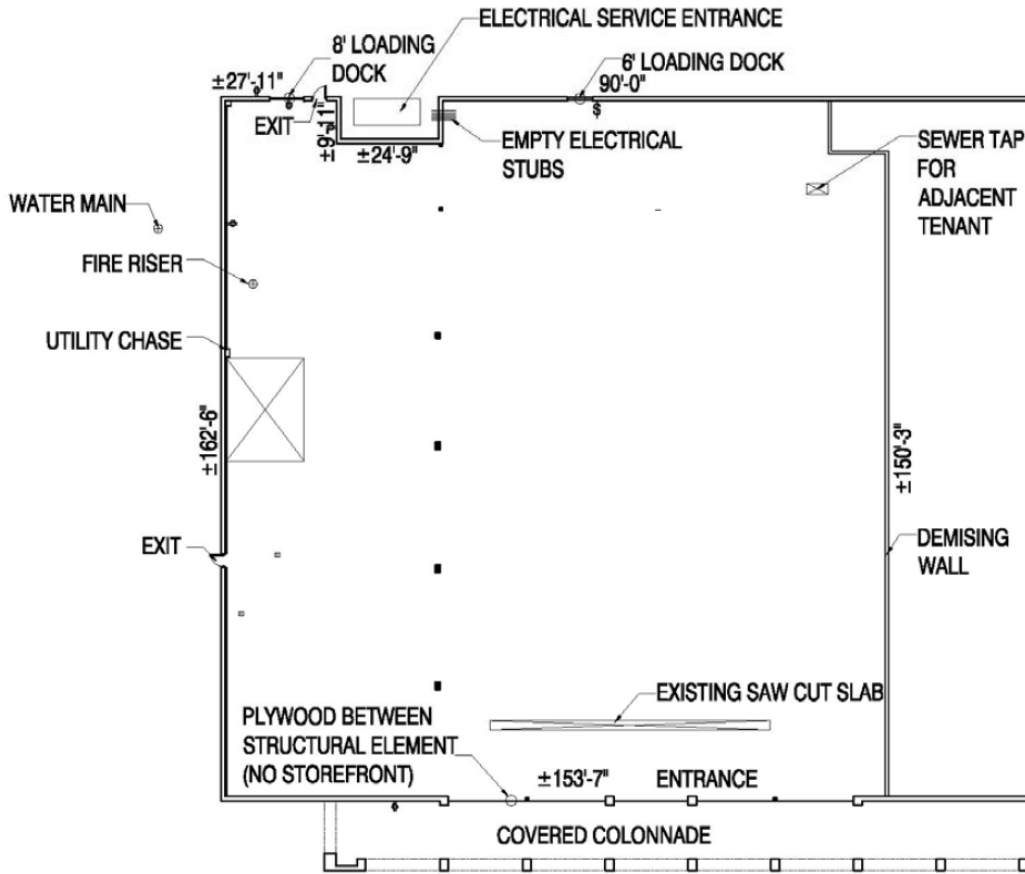 ELECTRICAL SERVICE ENTRANCE
8' LOADING
DOCK
6' LOADING DOCK
±27'-11"
90'-0"
EXIT
±9'-11"
±24'-9"
EMPTY ELECTRICAL
STUBS
$
SEWER TAP
FOR
ADJACENT
TENANT
WATER MAIN
FIRE RISER
UTILITY CHASE
±162'-6"
±150'-3"
EXIT
DEMISING
WALL
EXISTING SAW CUT SLAB
PLYWOOD BETWEEN
STRUCTURAL ELEMENT
(NO STOREFRONT)
±153'-7"
ENTRANCE
COVERED COLONNADE